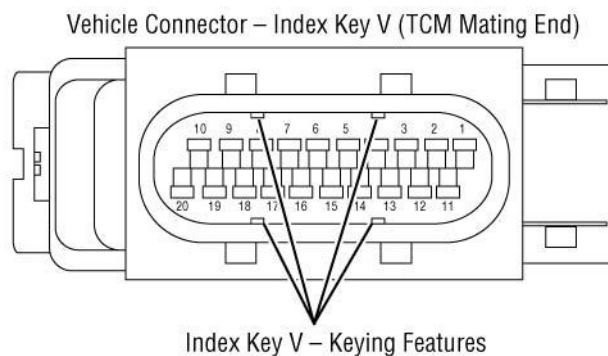 Vehicle Connector – Index Key V (TCM Mating End)
10 9 7 6 5 3 2 1
20 19 18 17 16 15 14 13 12 11
Index Key V – Keying Features